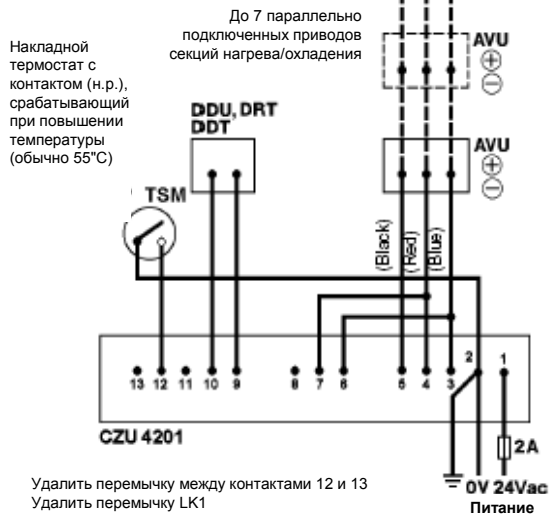 До 7 параллельно
подключенных приводов
секций нагрева/охлаждения
Накладной
термостат с
контактом (н.р.),
срабатывающий
при повышении
температуры
(обычно 55"С)
AVU
+
−
DDU, DRT
DDT
AVU
+
−
TSM
(Black)
(Red)
(Blue)
2 1
13 12 11 10 9 8 7 6 5 4 3
CZU 4201
2A
Удалить перемычку между контактами 12 и 13
Удалить перемычку LK1
0V 24Vac
Питание